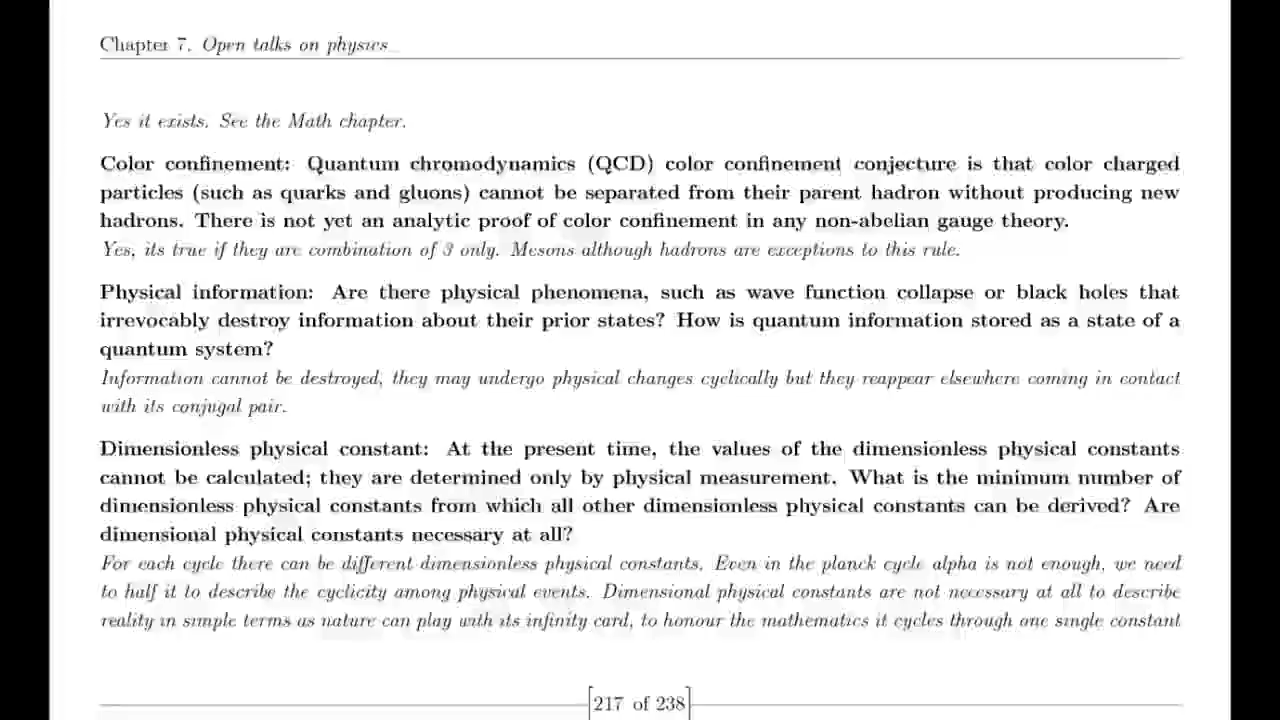 Chapter 7. Open talks on physics
Yes it exists. See the Math chapter.
Color confinement: Quantum chromodynamics (QCD) color confinement conjecture is that color charged
particles (such as quarks and gluons) cannot be separated from their parent hadron without producing new
hadrons. There is not yet an analytic proof of color confinement in any non-abelian gauge theory.
Yes, its true if they are combination of 3 only. Mesons although hadrons are exceptions to this rule.
Physical information: Are there physical phenomena, such as wave function collapse or black holes that
irrevocably destroy information about their prior states? How is quantum information stored as a state of a
quantum system?
Information cannot be destroyed, they may undergo physical changes cyclically but they reappear elsewhere coming in contact
with its conjugal pair.
Dimensionless physical constant: At the present time, the values of the dimensionless physical constants
cannot be calculated; they are determined only by physical measurement. What is the minimum number of
dimensionless physical constants from which all other dimensionless physical constants can be derived? Are
dimensional physical constants necessary at all?
For each cycle there can be different dimensionless physical constants. Even in the planck cycle alpha is not enough, we need
to half it to describe the cyclicity among physical events. Dimensional physical constants are not necessary at all to describe
reality in simple terms as nature can play with its infinity card, to honour the mathematics it cycles through one single constant
217 of 238